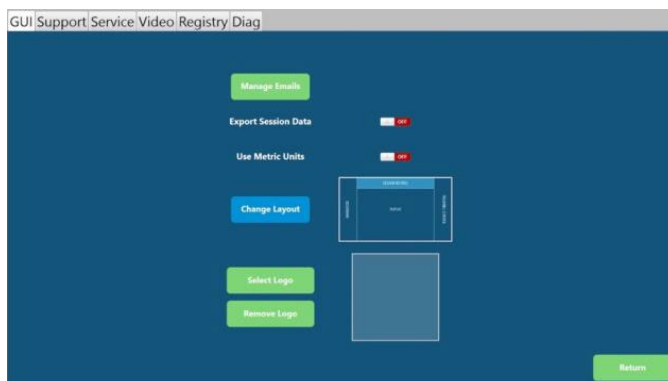 GUI Support Service Video Registry Diag
Manage Emails
Export Session Data OFF
Use Metric Units OFF
Change Layout
Select Logo
Remove Logo
Return